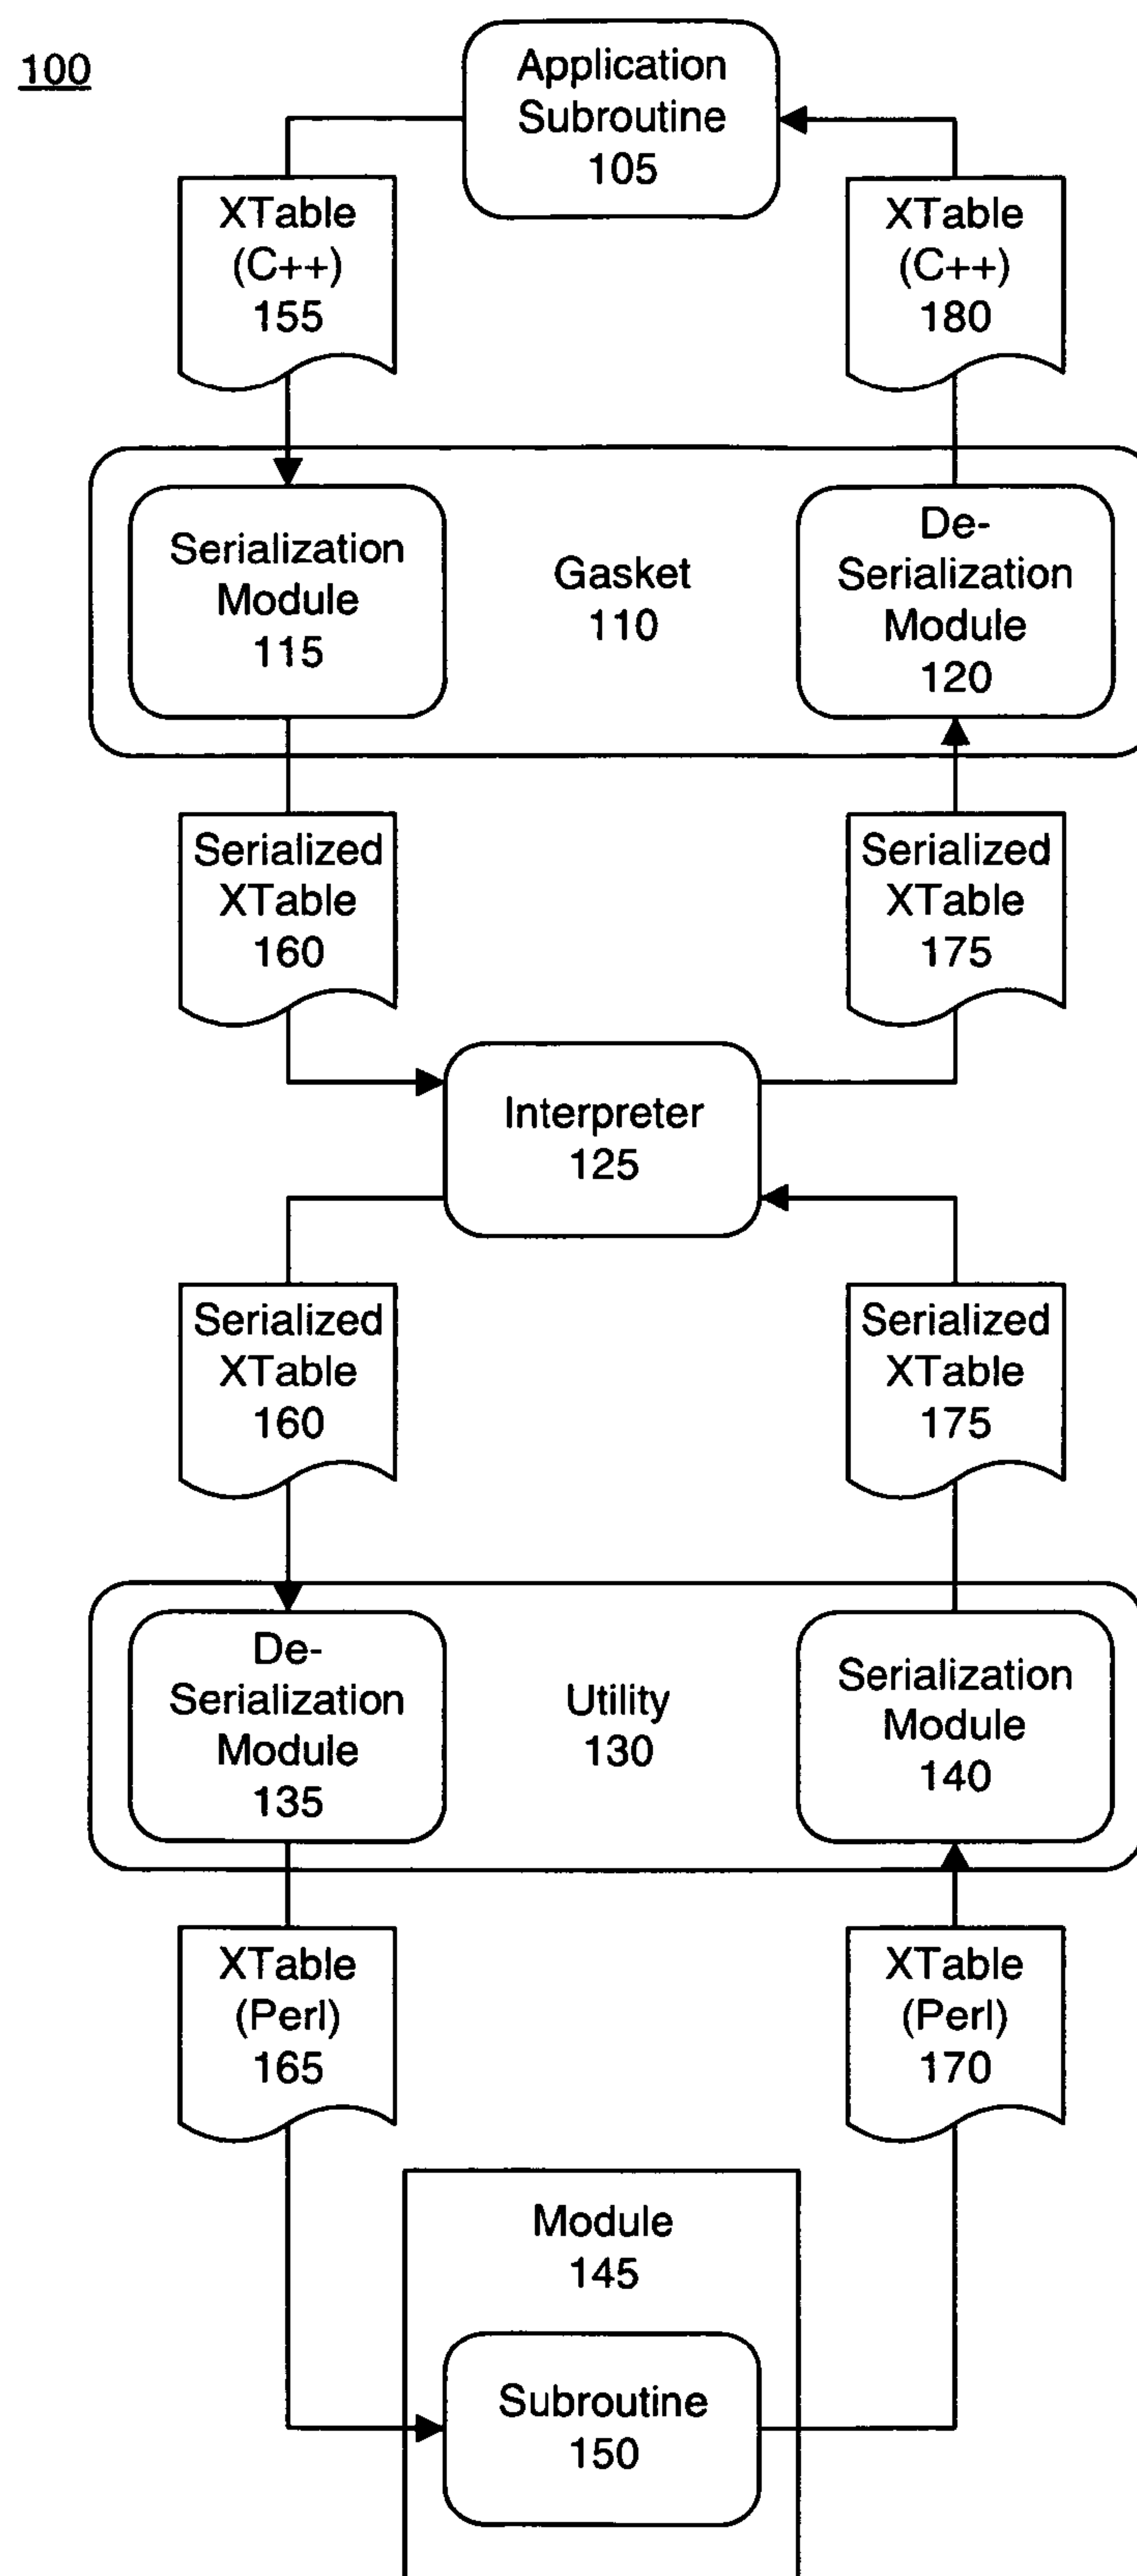 100
Application
Subroutine
105
XTable
(C++)
155
XTable
(C++)
180
Serialization
Module
115
Gasket
110
De-
Serialization
Module
120
Serialized
XTable
160
Serialized
XTable
175
Interpreter
125
Serialized
XTable
160
Serialized
XTable
175
De-
Serialization
Module
135
Utility
130
Serialization
Module
140
XTable
(Perl)
165
XTable
(Perl)
170
Module
145
Subroutine
150